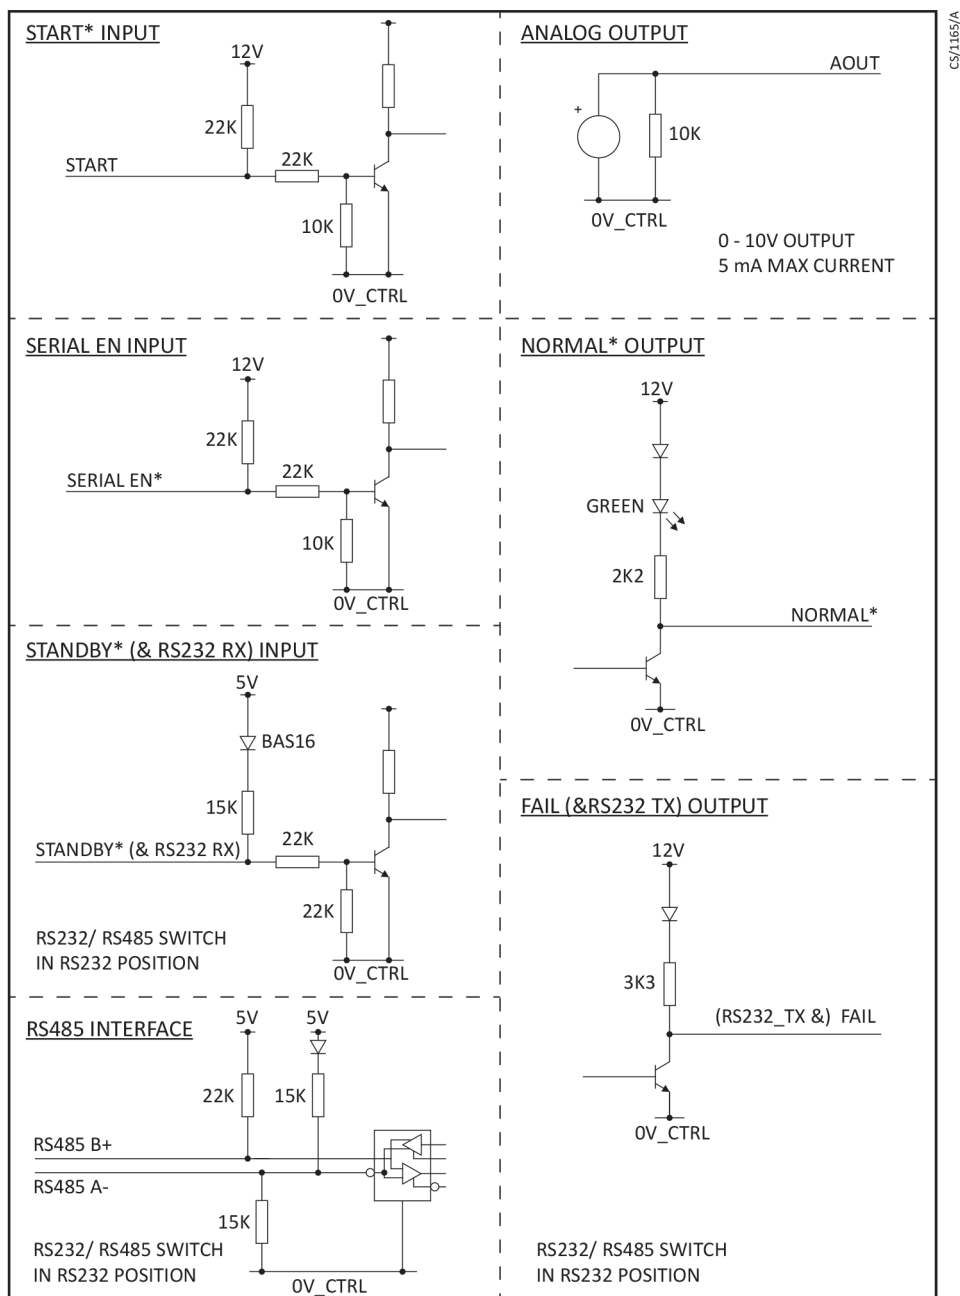 CS/1165/A
START* INPUT
12V
22K
START
22K
10K
0V_CTRL
ANALOG OUTPUT
AOUT
+
10K
0V_CTRL
0 - 10V OUTPUT
5 mA MAX CURRENT
SERIAL EN INPUT
12V
22K
SERIAL EN*
22K
10K
0V_CTRL
NORMAL* OUTPUT
12V
GREEN
2K2
NORMAL*
0V_CTRL
STANDBY* (& RS232 RX) INPUT
5V
BAS16
15K
STANDBY* (& RS232 RX)
22K
22K
RS232/ RS485 SWITCH
IN RS232 POSITION
0V_CTRL
FAIL (&RS232 TX) OUTPUT
12V
3K3
(RS232_TX &) FAIL
0V_CTRL
RS232/ RS485 SWITCH
IN RS232 POSITION
RS485 INTERFACE
5V
5V
22K
15K
RS485 B+
RS485 A-
15K
RS232/ RS485 SWITCH
IN RS232 POSITION
0V_CTRL